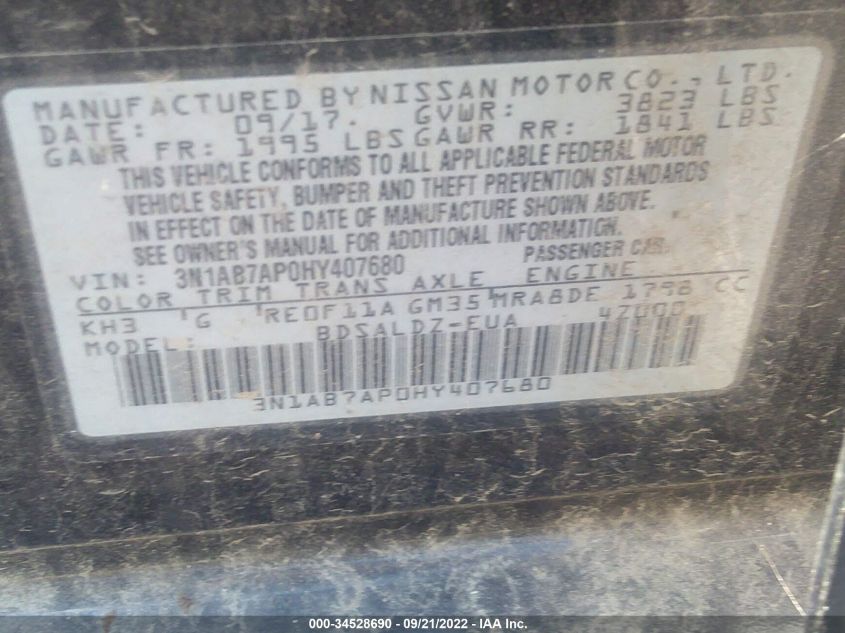 MANUFACTURED BY NISSAN MOTOR CO., LTD.
DATE: 09/17. GVWR: 3823 LBS
GAWR FR: 1995 LBS GAWR RR: 1841 LBS
THIS VEHICLE CONFORMS TO ALL APPLICABLE FEDERAL MOTOR
VEHICLE SAFETY, BUMPER AND THEFT PREVENTION STANDARDS
IN EFFECT ON THE DATE OF MANUFACTURE SHOWN ABOVE.
SEE OWNER'S MANUAL FOR ADDITIONAL INFORMATION.
VIN: 3N1AB7AP0HY407680 PASSENGER CAR
COLOR TRIM TRANS AXLE ENGINE
KH3 G RE0F11A GM35 MRA8DE 1798 CC
MODEL: BDSALDZ-EUA 47000
3N1AB7AP0HY407680
000-34528690 - 09/21/2022 - IAA Inc.